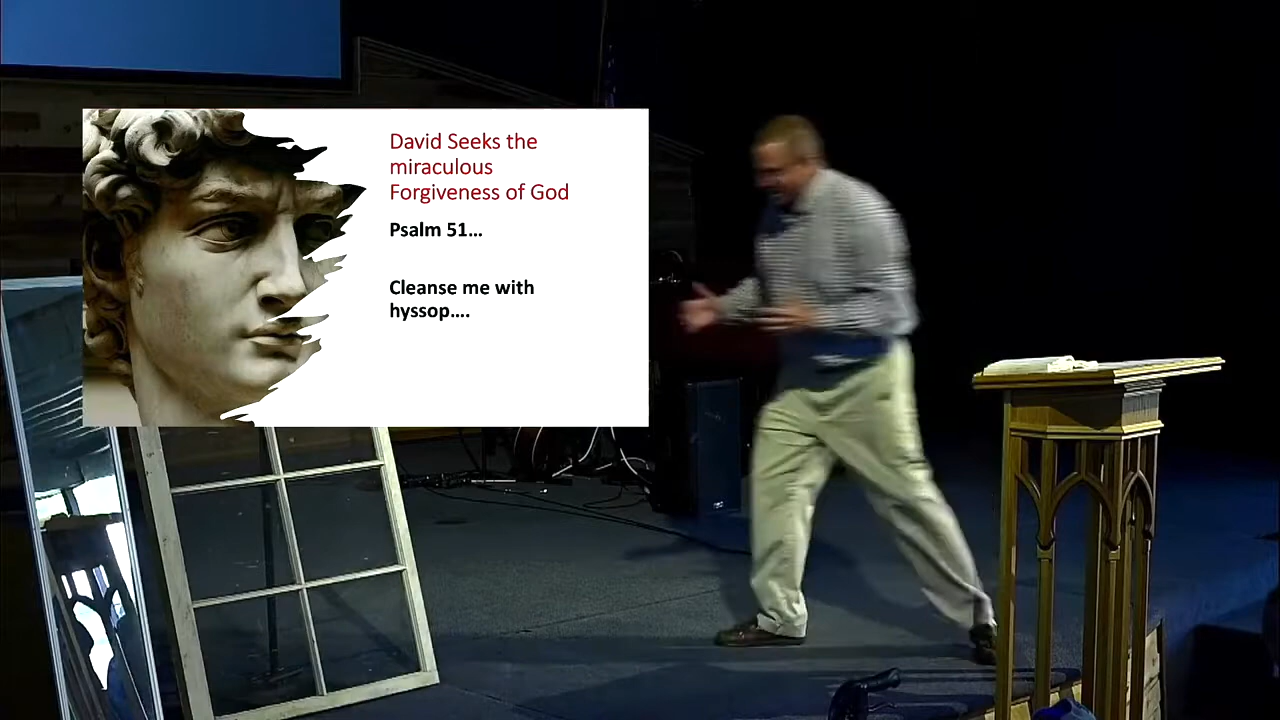 David Seeks the
miraculous
Forgiveness of God
Psalm 51…
Cleanse me with
hyssop….